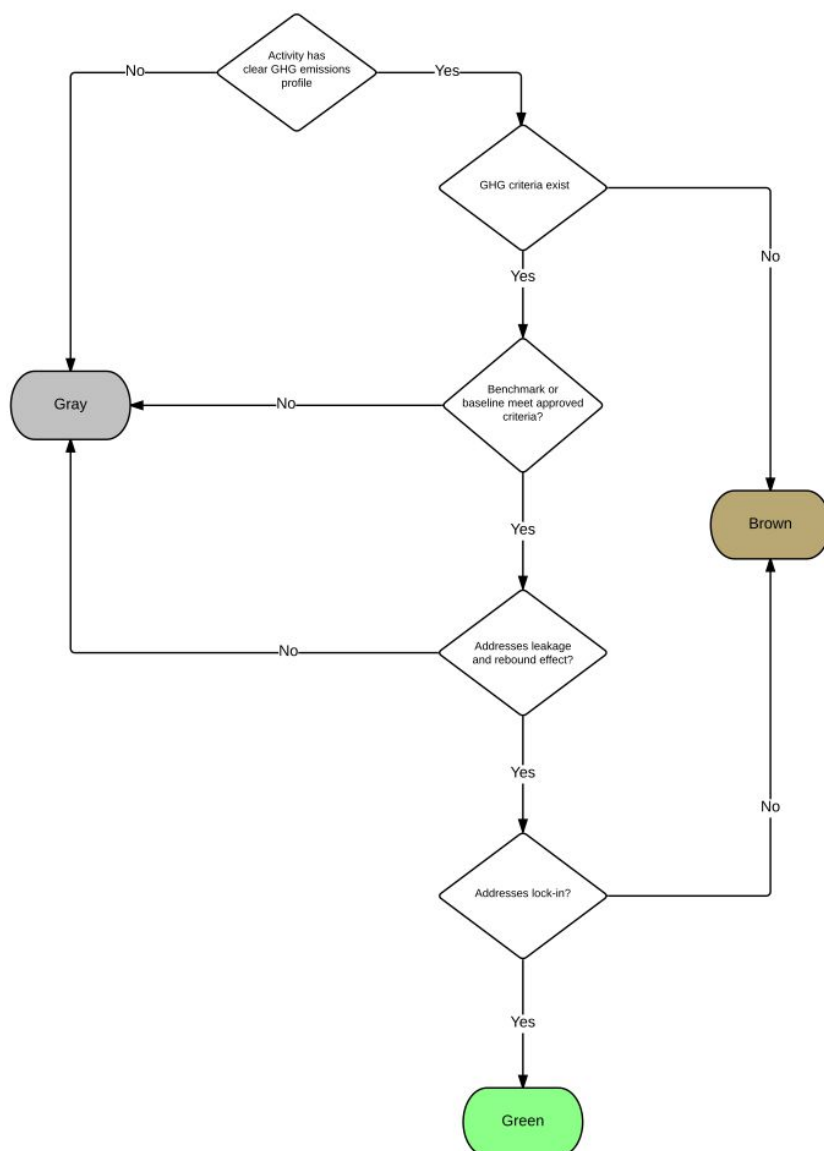 Activity has
clear GHG emissions
profile
No
Yes
GHG criteria exist
No
Yes
Benchmark or
baseline meet approved
criteria?
Gray
No
Brown
Yes
Addresses leakage
and rebound effect?
No
Yes
No
Addresses lock-in?
Yes
Green